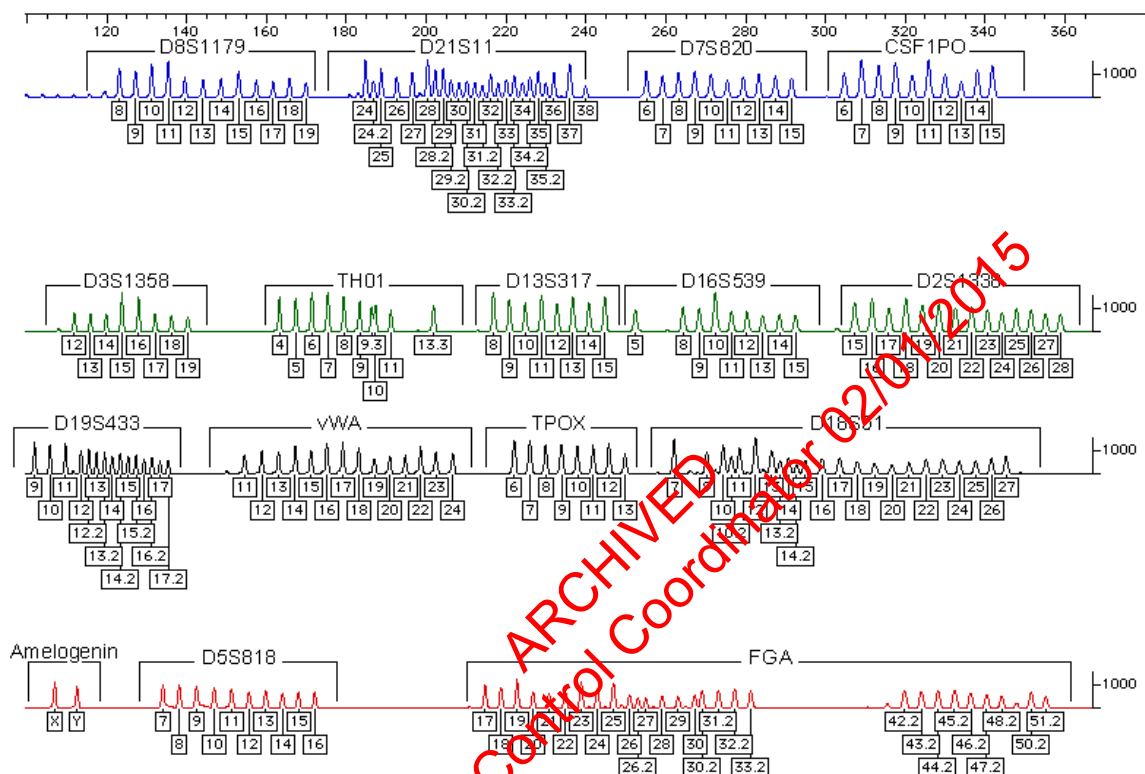 120 140 160 180 200 220 240 260 280 300 320 340 360
D8S1179 D21S11 D7S820 CSF1PO
1000
8 10 12 14 16 18 24 26 28 30 32 34 36 38 6 8 10 12 14 6 8 10 12 14
9 11 13 15 17 19 24.2 27 29 31 33 35 37 7 9 11 13 15 7 9 11 13 15
25 28.2 31.2 34.2
29.2 32.2 35.2
30.2 33.2
D3S1358 TH01 D13S317 D16S539 D2S1338
1000
12 14 16 18 4 6 8 9.3 13.3 8 10 12 14 5 8 10 12 14 15 17 19 21 23 25 27
13 15 17 19 5 7 9 11 9 11 13 15 9 11 13 15 16 18 20 22 24 26 28
10
D19S433 vWA TPOX D18S51
1000
9 11 13 15 17 11 13 15 17 19 21 23 6 8 10 12 7 9 11 15 17 19 21 23 25 27
10 12 14 16 12 14 16 18 20 22 24 7 9 11 13 10 14 16 18 20 22 24 26
12.2 15.2 10.2 13.2
13.2 16.2 14.2
14.2 17.2
Amelogenin D5S818 FGA
1000
X Y 7 9 11 13 15 17 19 21 23 25 27 29 31.2 42.2 45.2 48.2 51.2
8 10 12 14 16 18 20 22 24 26 28 30 32.2 43.2 46.2 50.2
26.2 30.2 33.2 44.2 47.2
ARCHIVED
Control Coordinator 02/01/2015